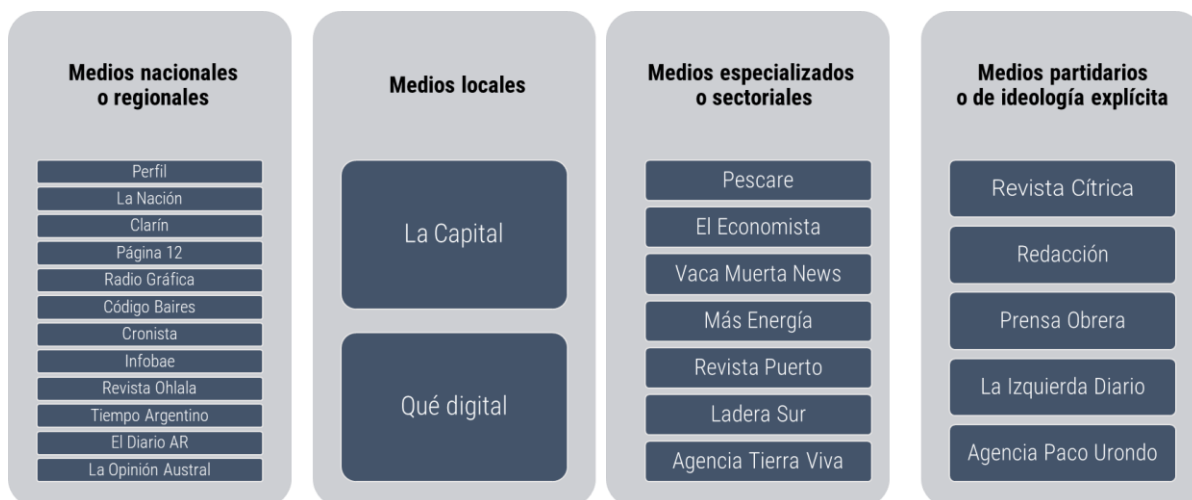 Medios nacionales
o regionales
Perfil
La Nación
Clarín
Página 12
Radio Gráfica
Código Baires
Cronista
Infobae
Revista Ohlala
Tiempo Argentino
El Diario AR
La Opinión Austral
Medios locales
La Capital
Qué digital
Medios especializados
o sectoriales
Pescare
El Economista
Vaca Muerta News
Más Energía
Revista Puerto
Ladera Sur
Agencia Tierra Viva
Medios partidarios
o de ideología explícita
Revista Cítrica
Redacción
Prensa Obrera
La Izquierda Diario
Agencia Paco Urondo